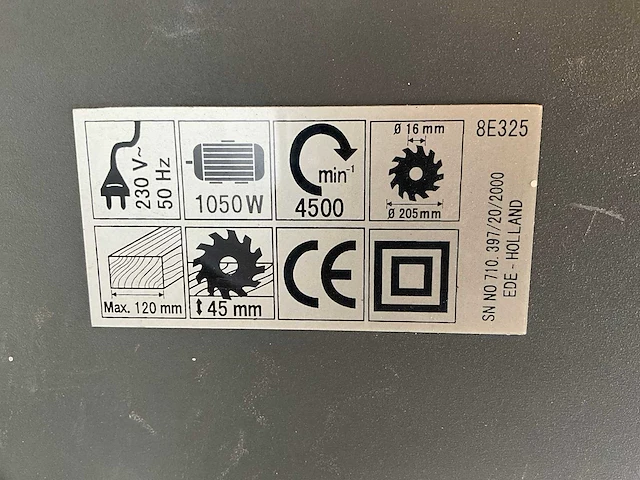 230 V~
50 Hz
1050 W
min-1
4500
Ø 16 mm
Ø 205 mm
8E325
Max. 120 mm
45 mm
CE
SN NO 710. 397/20/2000
EDE - HOLLAND